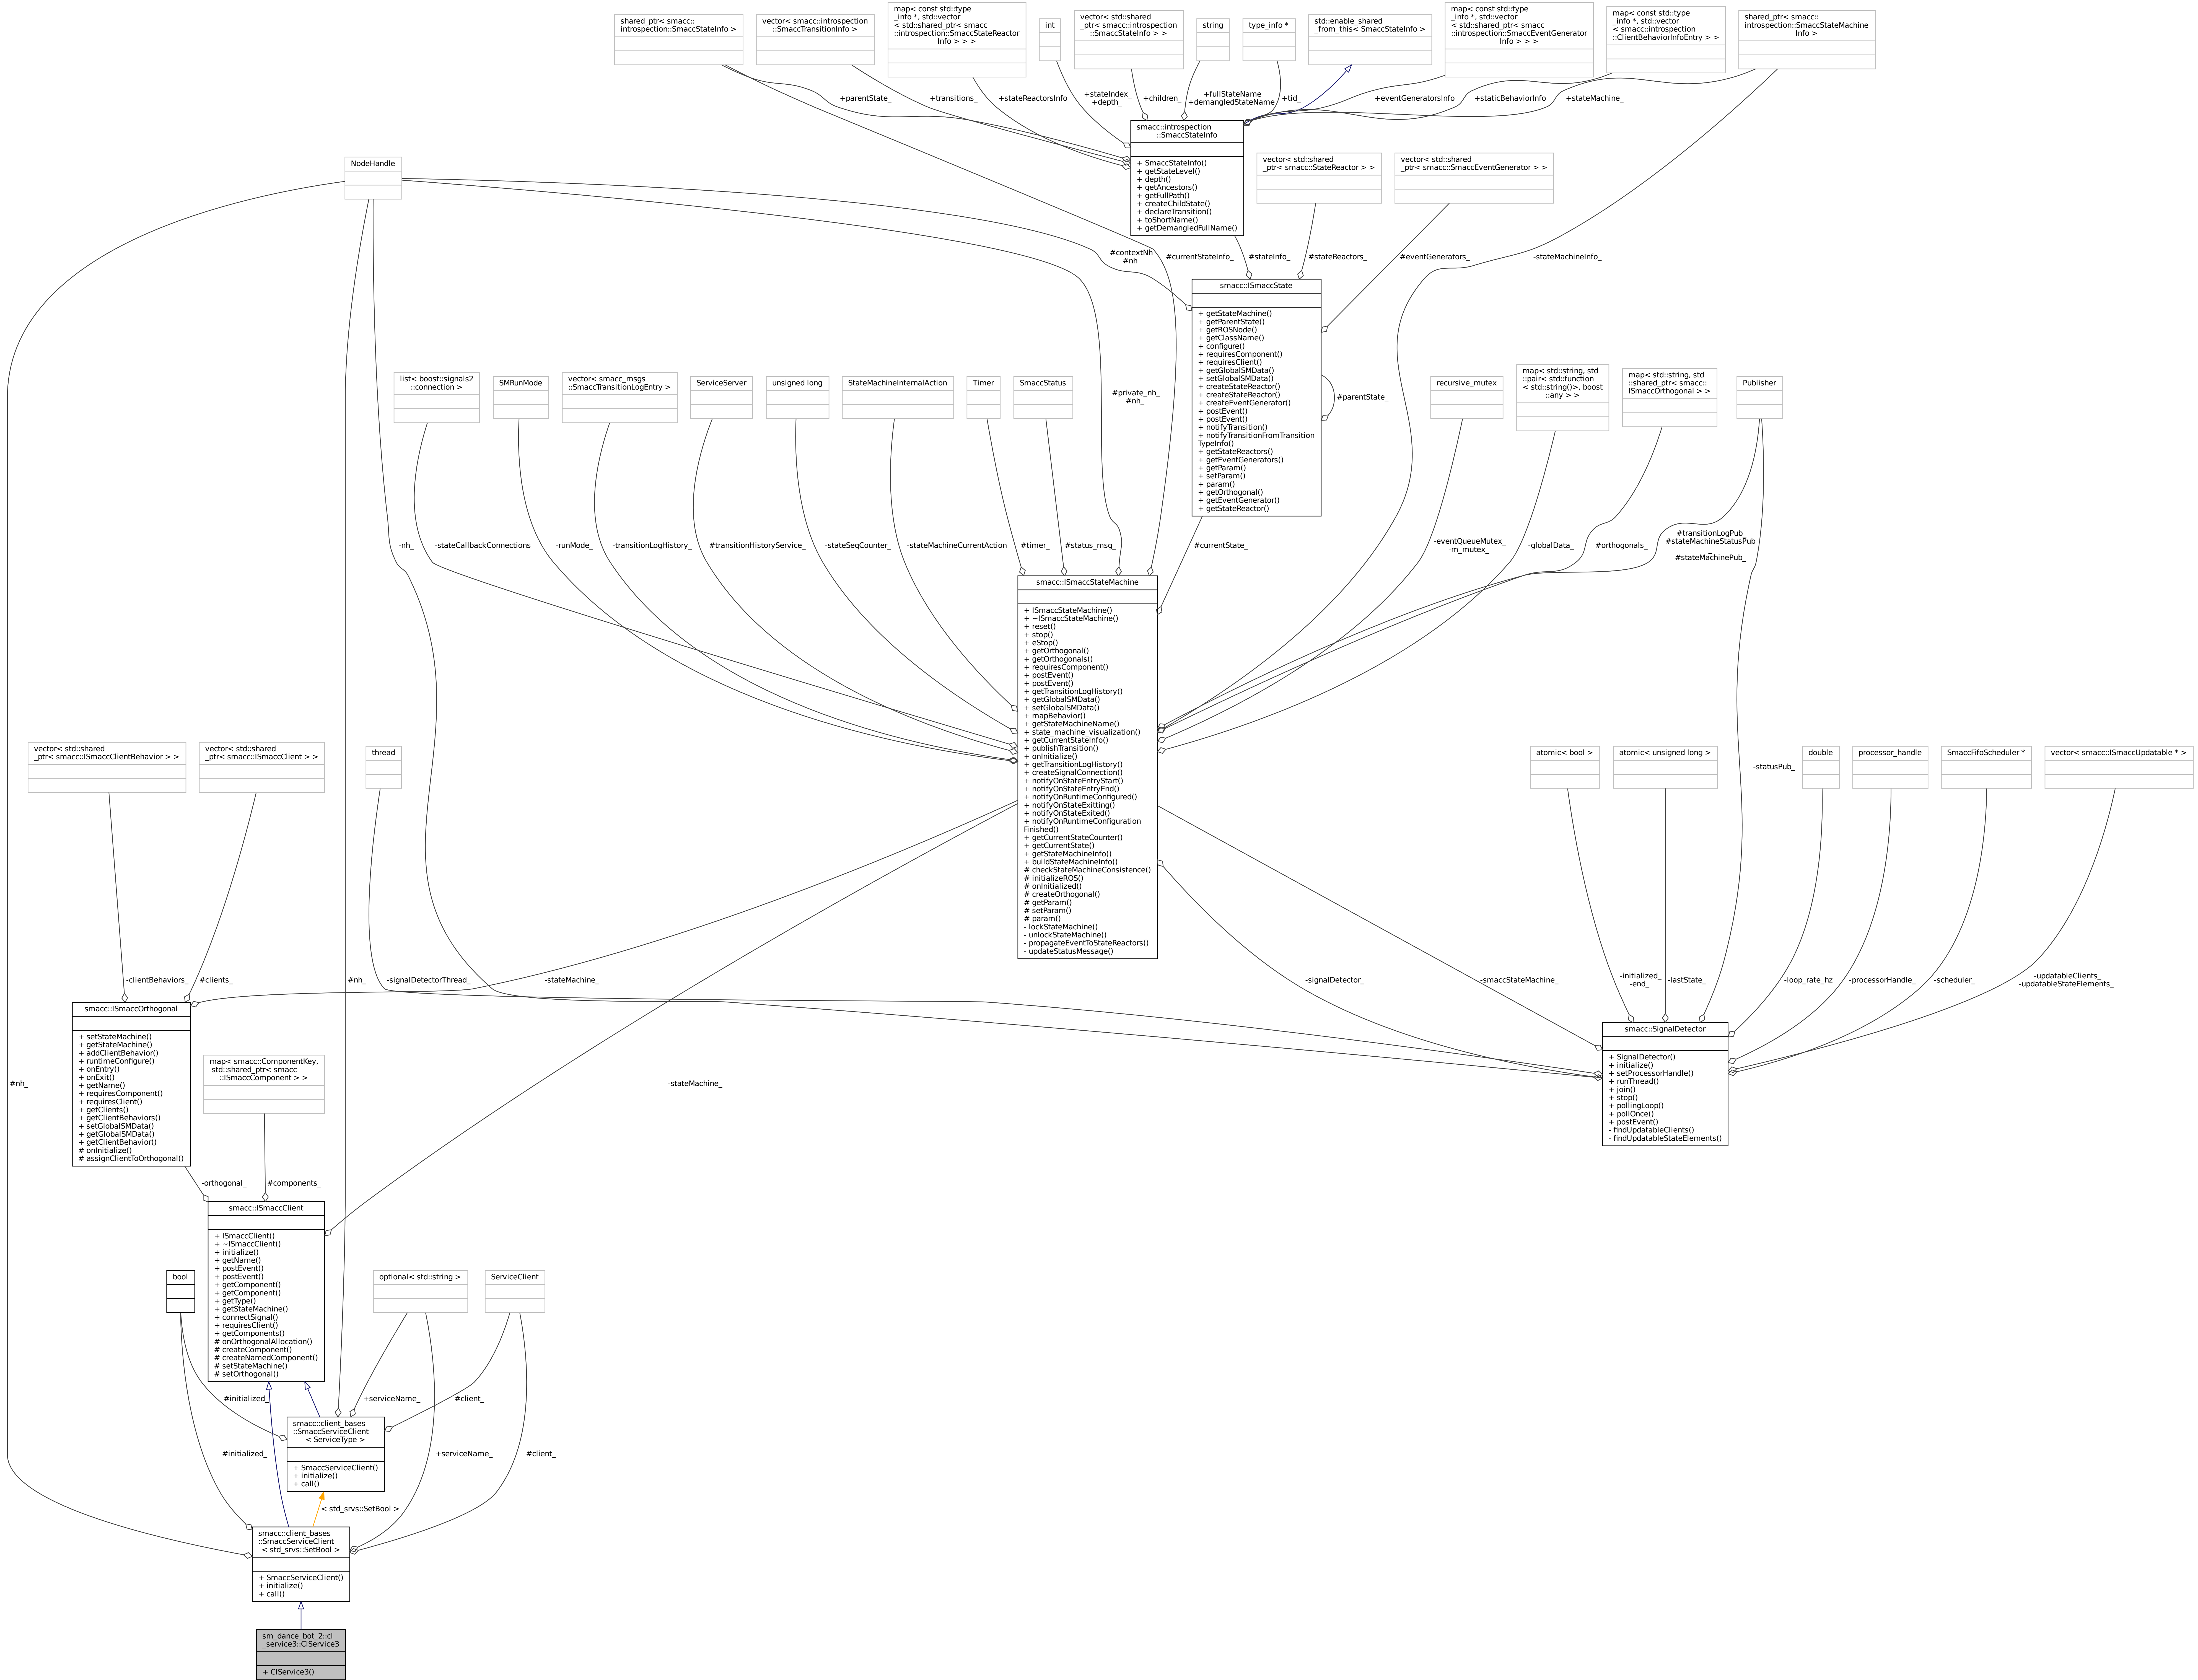 shared_ptr< smacc::
introspection::SmaccStateInfo >
vector< smacc::introspection
::SmaccTransitionInfo >
map< const std::type
_info *, std::vector
< std::shared_ptr< smacc
::introspection::SmaccStateReactor
Info > > >
int
vector< std::shared
_ptr< smacc::introspection
::SmaccStateInfo > >
string
type_info *
std::enable_shared
_from_this< SmaccStateInfo >
map< const std::type
_info *, std::vector
< std::shared_ptr< smacc
::introspection::SmaccEventGenerator
Info > > >
map< const std::type
_info *, std::vector
< smacc::introspection
::ClientBehaviorInfoEntry > >
shared_ptr< smacc::
introspection::SmaccStateMachine
Info >
+parentState_
+transitions_
+stateReactorsInfo
+stateIndex_
+depth_
+children_
+fullStateName
+demangledStateName
+tid_
+eventGeneratorsInfo
+staticBehaviorInfo
+stateMachine_
smacc::introspection
::SmaccStateInfo
+ SmaccStateInfo()
+ getStateLevel()
+ depth()
+ getAncestors()
+ getFullPath()
+ createChildState()
+ declareTransition()
+ toShortName()
+ getDemangledFullName()
NodeHandle
vector< std::shared
_ptr< smacc::StateReactor > >
vector< std::shared
_ptr< smacc::SmaccEventGenerator > >
#contextNh
#nh
#currentStateInfo_
#stateInfo_
#stateReactors_
#eventGenerators_
-stateMachineInfo_
smacc::ISmaccState
+ getStateMachine()
+ getParentState()
+ getROSNode()
+ getClassName()
+ configure()
+ requiresComponent()
+ requiresClient()
+ getGlobalSMData()
+ setGlobalSMData()
+ createStateReactor()
+ createStateReactor()
+ createEventGenerator()
+ postEvent()
+ postEvent()
+ notifyTransition()
+ notifyTransitionFromTransition
TypeInfo()
+ getStateReactors()
+ getEventGenerators()
+ getParam()
+ setParam()
+ param()
+ getOrthogonal()
+ getEventGenerator()
+ getStateReactor()
#parentState_
list< boost::signals2
::connection >
SMRunMode
vector< smacc_msgs
::SmaccTransitionLogEntry >
ServiceServer
unsigned long
StateMachineInternalAction
Timer
SmaccStatus
#private_nh_
#nh_
recursive_mutex
map< std::string, std
::pair< std::function
< std::string()>, boost
::any > >
map< std::string, std
::shared_ptr< smacc::
ISmaccOrthogonal > >
Publisher
-nh_
-stateCallbackConnections
-runMode_
-transitionLogHistory_
#transitionHistoryService_
-stateSeqCounter_
-stateMachineCurrentAction
#timer_
#status_msg_
#currentState_
-eventQueueMutex_
-m_mutex_
-globalData_
#orthogonals_
#transitionLogPub_
#stateMachineStatusPub
_
#stateMachinePub_
smacc::ISmaccStateMachine
+ ISmaccStateMachine()
+ ~ISmaccStateMachine()
+ reset()
+ stop()
+ eStop()
+ getOrthogonal()
+ getOrthogonals()
+ requiresComponent()
+ postEvent()
+ postEvent()
+ getTransitionLogHistory()
+ getGlobalSMData()
+ setGlobalSMData()
+ mapBehavior()
+ getStateMachineName()
+ state_machine_visualization()
+ getCurrentStateInfo()
+ publishTransition()
+ onInitialize()
+ getTransitionLogHistory()
+ createSignalConnection()
+ notifyOnStateEntryStart()
+ notifyOnStateEntryEnd()
+ notifyOnRuntimeConfigured()
+ notifyOnStateExitting()
+ notifyOnStateExited()
+ notifyOnRuntimeConfiguration
Finished()
+ getCurrentStateCounter()
+ getCurrentState()
+ getStateMachineInfo()
+ buildStateMachineInfo()
# checkStateMachineConsistence()
# initializeROS()
# onInitialized()
# createOrthogonal()
# getParam()
# setParam()
# param()
- lockStateMachine()
- unlockStateMachine()
- propagateEventToStateReactors()
- updateStatusMessage()
vector< std::shared
_ptr< smacc::ISmaccClientBehavior > >
vector< std::shared
_ptr< smacc::ISmaccClient > >
thread
atomic< bool >
atomic< unsigned long >
-statusPub_
double
processor_handle
SmaccFifoScheduler *
vector< smacc::ISmaccUpdatable * >
-clientBehaviors_
#clients_
#nh_
-signalDetectorThread_
-stateMachine_
-signalDetector_
-smaccStateMachine_
-initialized_
-end_
-lastState_
-loop_rate_hz
-processorHandle_
-scheduler_
-updatableClients_
-updatableStateElements_
smacc::ISmaccOrthogonal
+ setStateMachine()
+ getStateMachine()
+ addClientBehavior()
+ runtimeConfigure()
+ onEntry()
+ onExit()
+ getName()
+ requiresComponent()
+ requiresClient()
+ getClients()
+ getClientBehaviors()
+ setGlobalSMData()
+ getGlobalSMData()
+ getClientBehavior()
# onInitialize()
# assignClientToOrthogonal()
smacc::SignalDetector
+ SignalDetector()
+ initialize()
+ setProcessorHandle()
+ runThread()
+ join()
+ stop()
+ pollingLoop()
+ pollOnce()
+ postEvent()
- findUpdatableClients()
- findUpdatableStateElements()
map< smacc::ComponentKey,
std::shared_ptr< smacc
::ISmaccComponent > >
#nh_
-stateMachine_
-orthogonal_
#components_
smacc::ISmaccClient
+ ISmaccClient()
+ ~ISmaccClient()
+ initialize()
+ getName()
+ postEvent()
+ postEvent()
+ getComponent()
+ getComponent()
+ getType()
+ getStateMachine()
+ connectSignal()
+ requiresClient()
+ getComponents()
# onOrthogonalAllocation()
# createComponent()
# createNamedComponent()
# setStateMachine()
# setOrthogonal()
bool
optional< std::string >
ServiceClient
#initialized_
+serviceName_
#client_
smacc::client_bases
::SmaccServiceClient
< ServiceType >
+ SmaccServiceClient()
+ initialize()
+ call()
#initialized_
+serviceName_
#client_
< std_srvs::SetBool >
smacc::client_bases
::SmaccServiceClient
< std_srvs::SetBool >
+ SmaccServiceClient()
+ initialize()
+ call()
sm_dance_bot_2::cl
_service3::ClService3
+ ClService3()